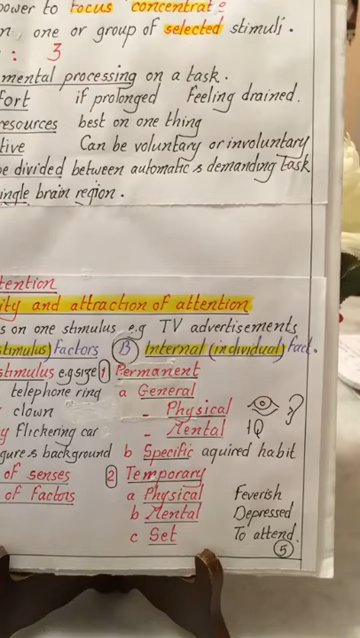 power to focus concentrat
n one or group of selected stimuli.
: 3
mental processing on a task.
fort if prolonged Feeling drained.
resources best on one thing
tive Can be voluntary or involuntary
be divided between automatic & demanding task
ingle brain region.
tention
ity and attraction of attention
s on one stimulus e.g TV advertisements
stimulus) Factors B Internal (individual) Fact.
stimulus e.g size 1 Permanent
telephone ring a General
clown - Physical
y Flickering car - Mental IQ
gure & background b Specific aquired habit
of senses 2 Temporary
of Factors a Physical Feverish
b Mental Depressed
c Set To attend.
5